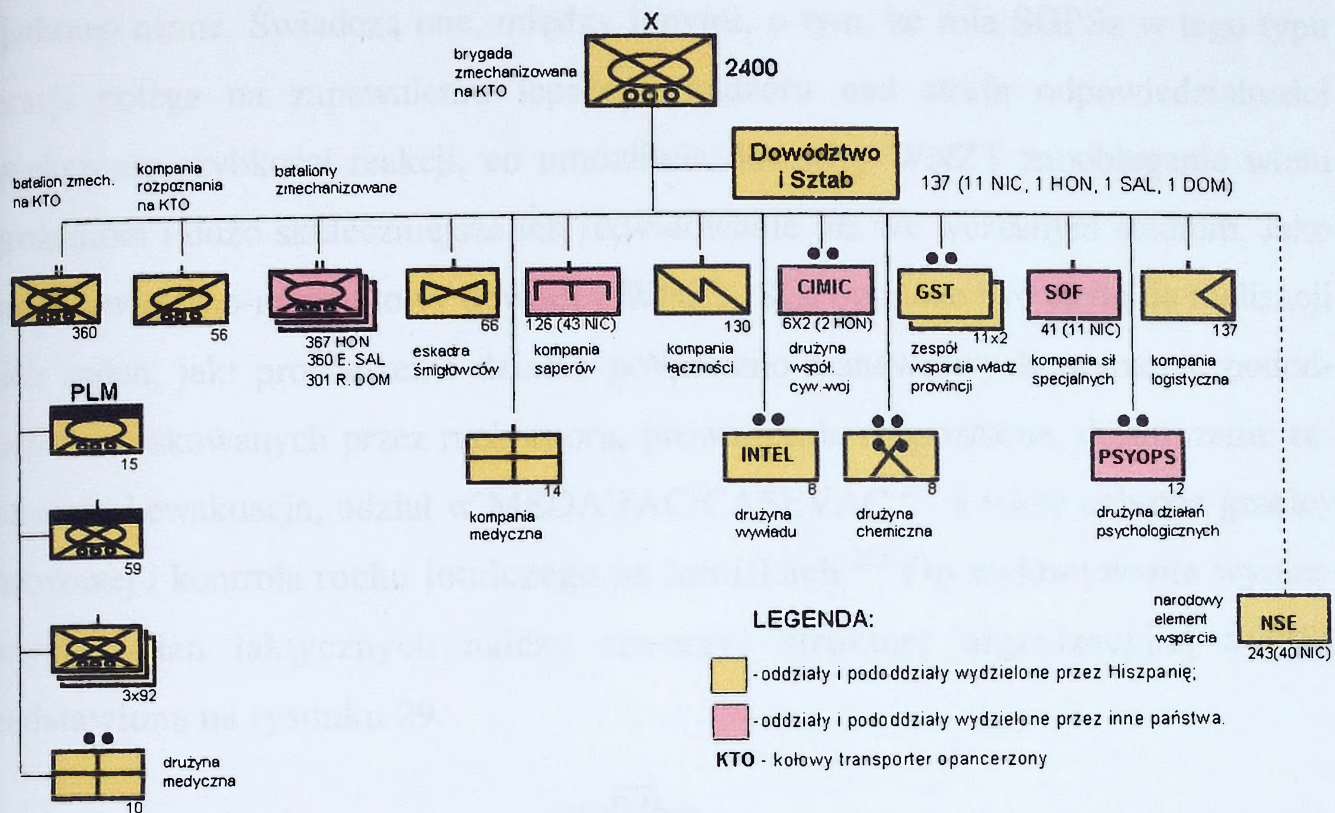 X
brygada
zmechanizowana
na KTO
2400
Dowództwo
i Sztab
137 (11 NIC, 1 HON, 1 SAL, 1 DOM)
batalion zmech.
na KTO
360
kompania
rozpoznania
na KTO
56
bataliony
zmechanizowane
367 HON
360 E. SAL
301 R. DOM
66
eskadra
śmigłowców
126 (43 NIC)
kompania
saperów
130
kompania
łączności
CIMIC
6X2 (2 HON)
drużyna
współ.
cyw.-woj
GST
11x2
zespół
wsparcia władz
prowincji
SOF
41 (11 NIC)
kompania sił
specjalnych
137
kompania
logistyczna
PLM
15
59
3x92
10
drużyna
medyczna
14
kompania
medyczna
INTEL
8
drużyna
wywiadu
8
drużyna
chemiczna
PSYOPS
12
drużyna działań
psychologicznych
narodowy
element
wsparcia
NSE
243(40 NIC)
LEGENDA:
-oddziały i pododdziały wydzielone przez Hiszpanię;
-oddziały i pododdziały wydzielone przez inne państwa.
KTO - kołowy transporter opancerzony